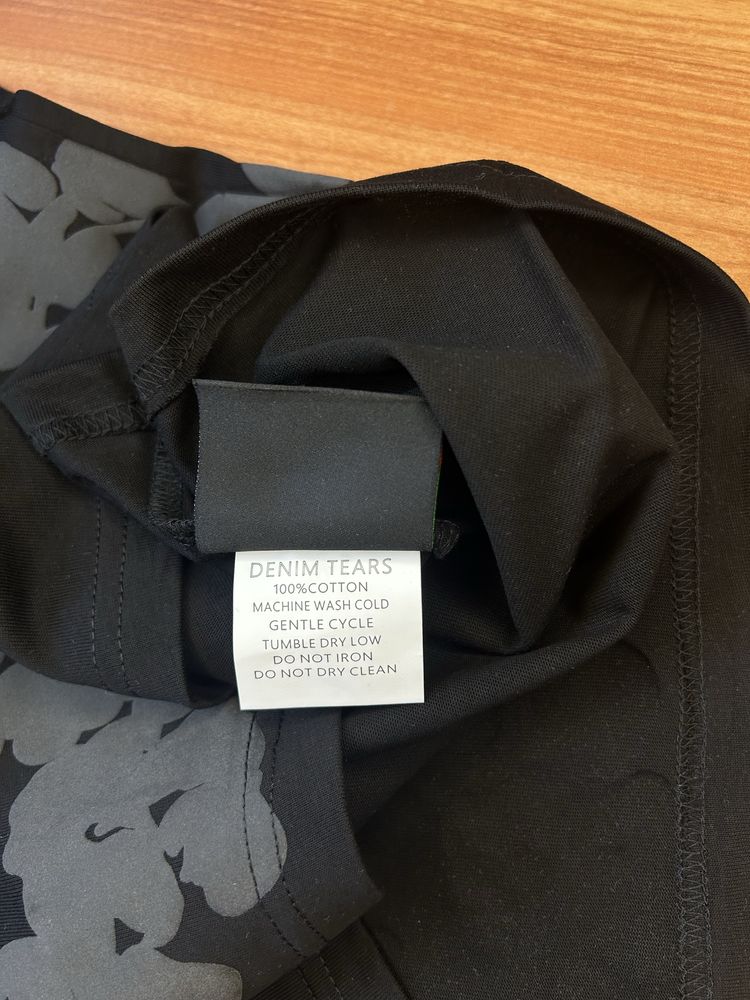 DENIM TEARS
100%COTTON
MACHINE WASH COLD
GENTLE CYCLE
TUMBLE DRY LOW
DO NOT IRON
DO NOT DRY CLEAN